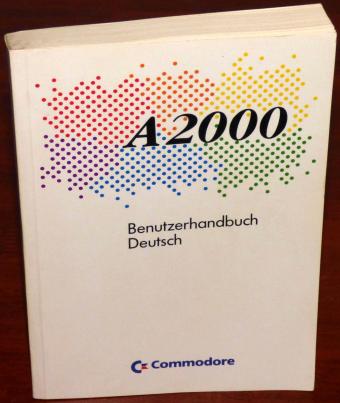 A2000
Benutzerhandbuch
Deutsch
Commodore